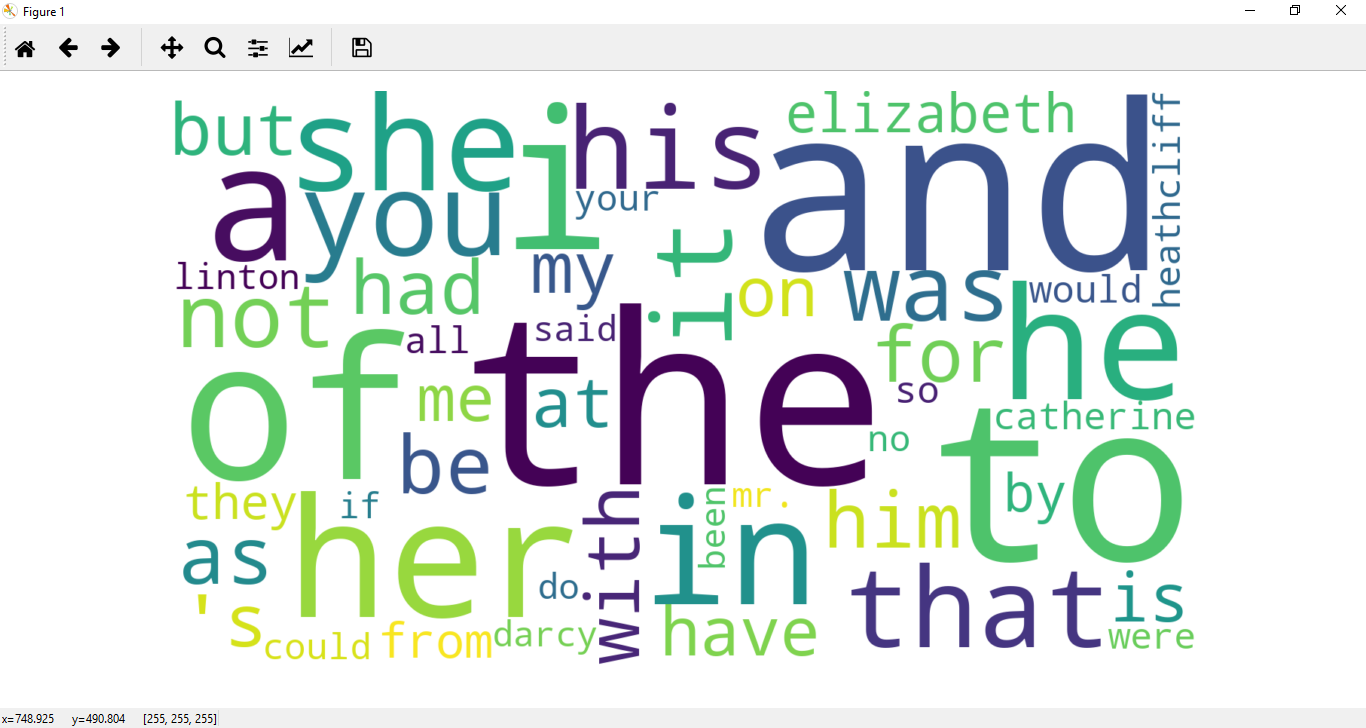 Figure 1
but
she
i
his
elizabeth
and
heathcliff
a
you
your
it
linton
had
my
on
was
would
not
all
said
the
for
he
of
me
at
so
catherine
be
no
to
they
if
her
with
in
been
mr.
him
by
as
do
that
is
's
could
from
darcy
have
were
x=748.925 y=490.804 [255, 255, 255]